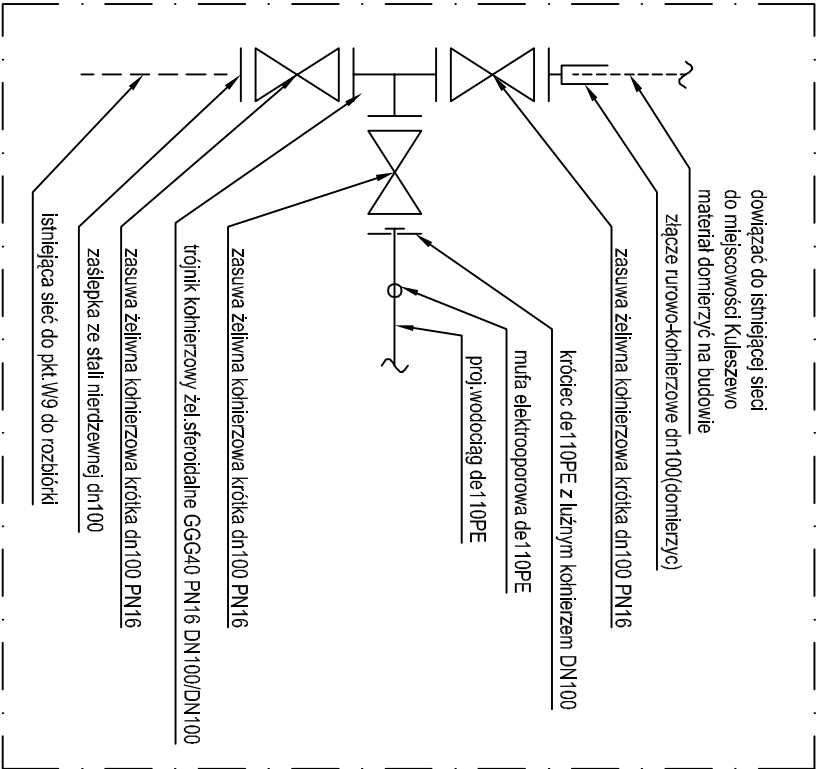 dowiązać do istniejącej sieci
do miejscowości Kuleszewo
materiał domierzyć na budowie
złącze rurowo-kołnierzowe dn100(domierzyc)
zasuwa żeliwna kołnierzowa krótka dn100 PN16
króciec de110PE z luźnym kołnierzem DN100
mufa elektrooporowa de110PE
proj.wodociąg de110PE
zasuwa żeliwna kołnierzowa krótka dn100 PN16
trójnik kołnierzowy żel.sferoidalne GGG40 PN16 DN100/DN100
zasuwa żeliwna kołnierzowa krótka dn100 PN16
zaślepka ze stali nierdzewnej dn100
istniejąca sieć do pkt.W9 do rozbiórki